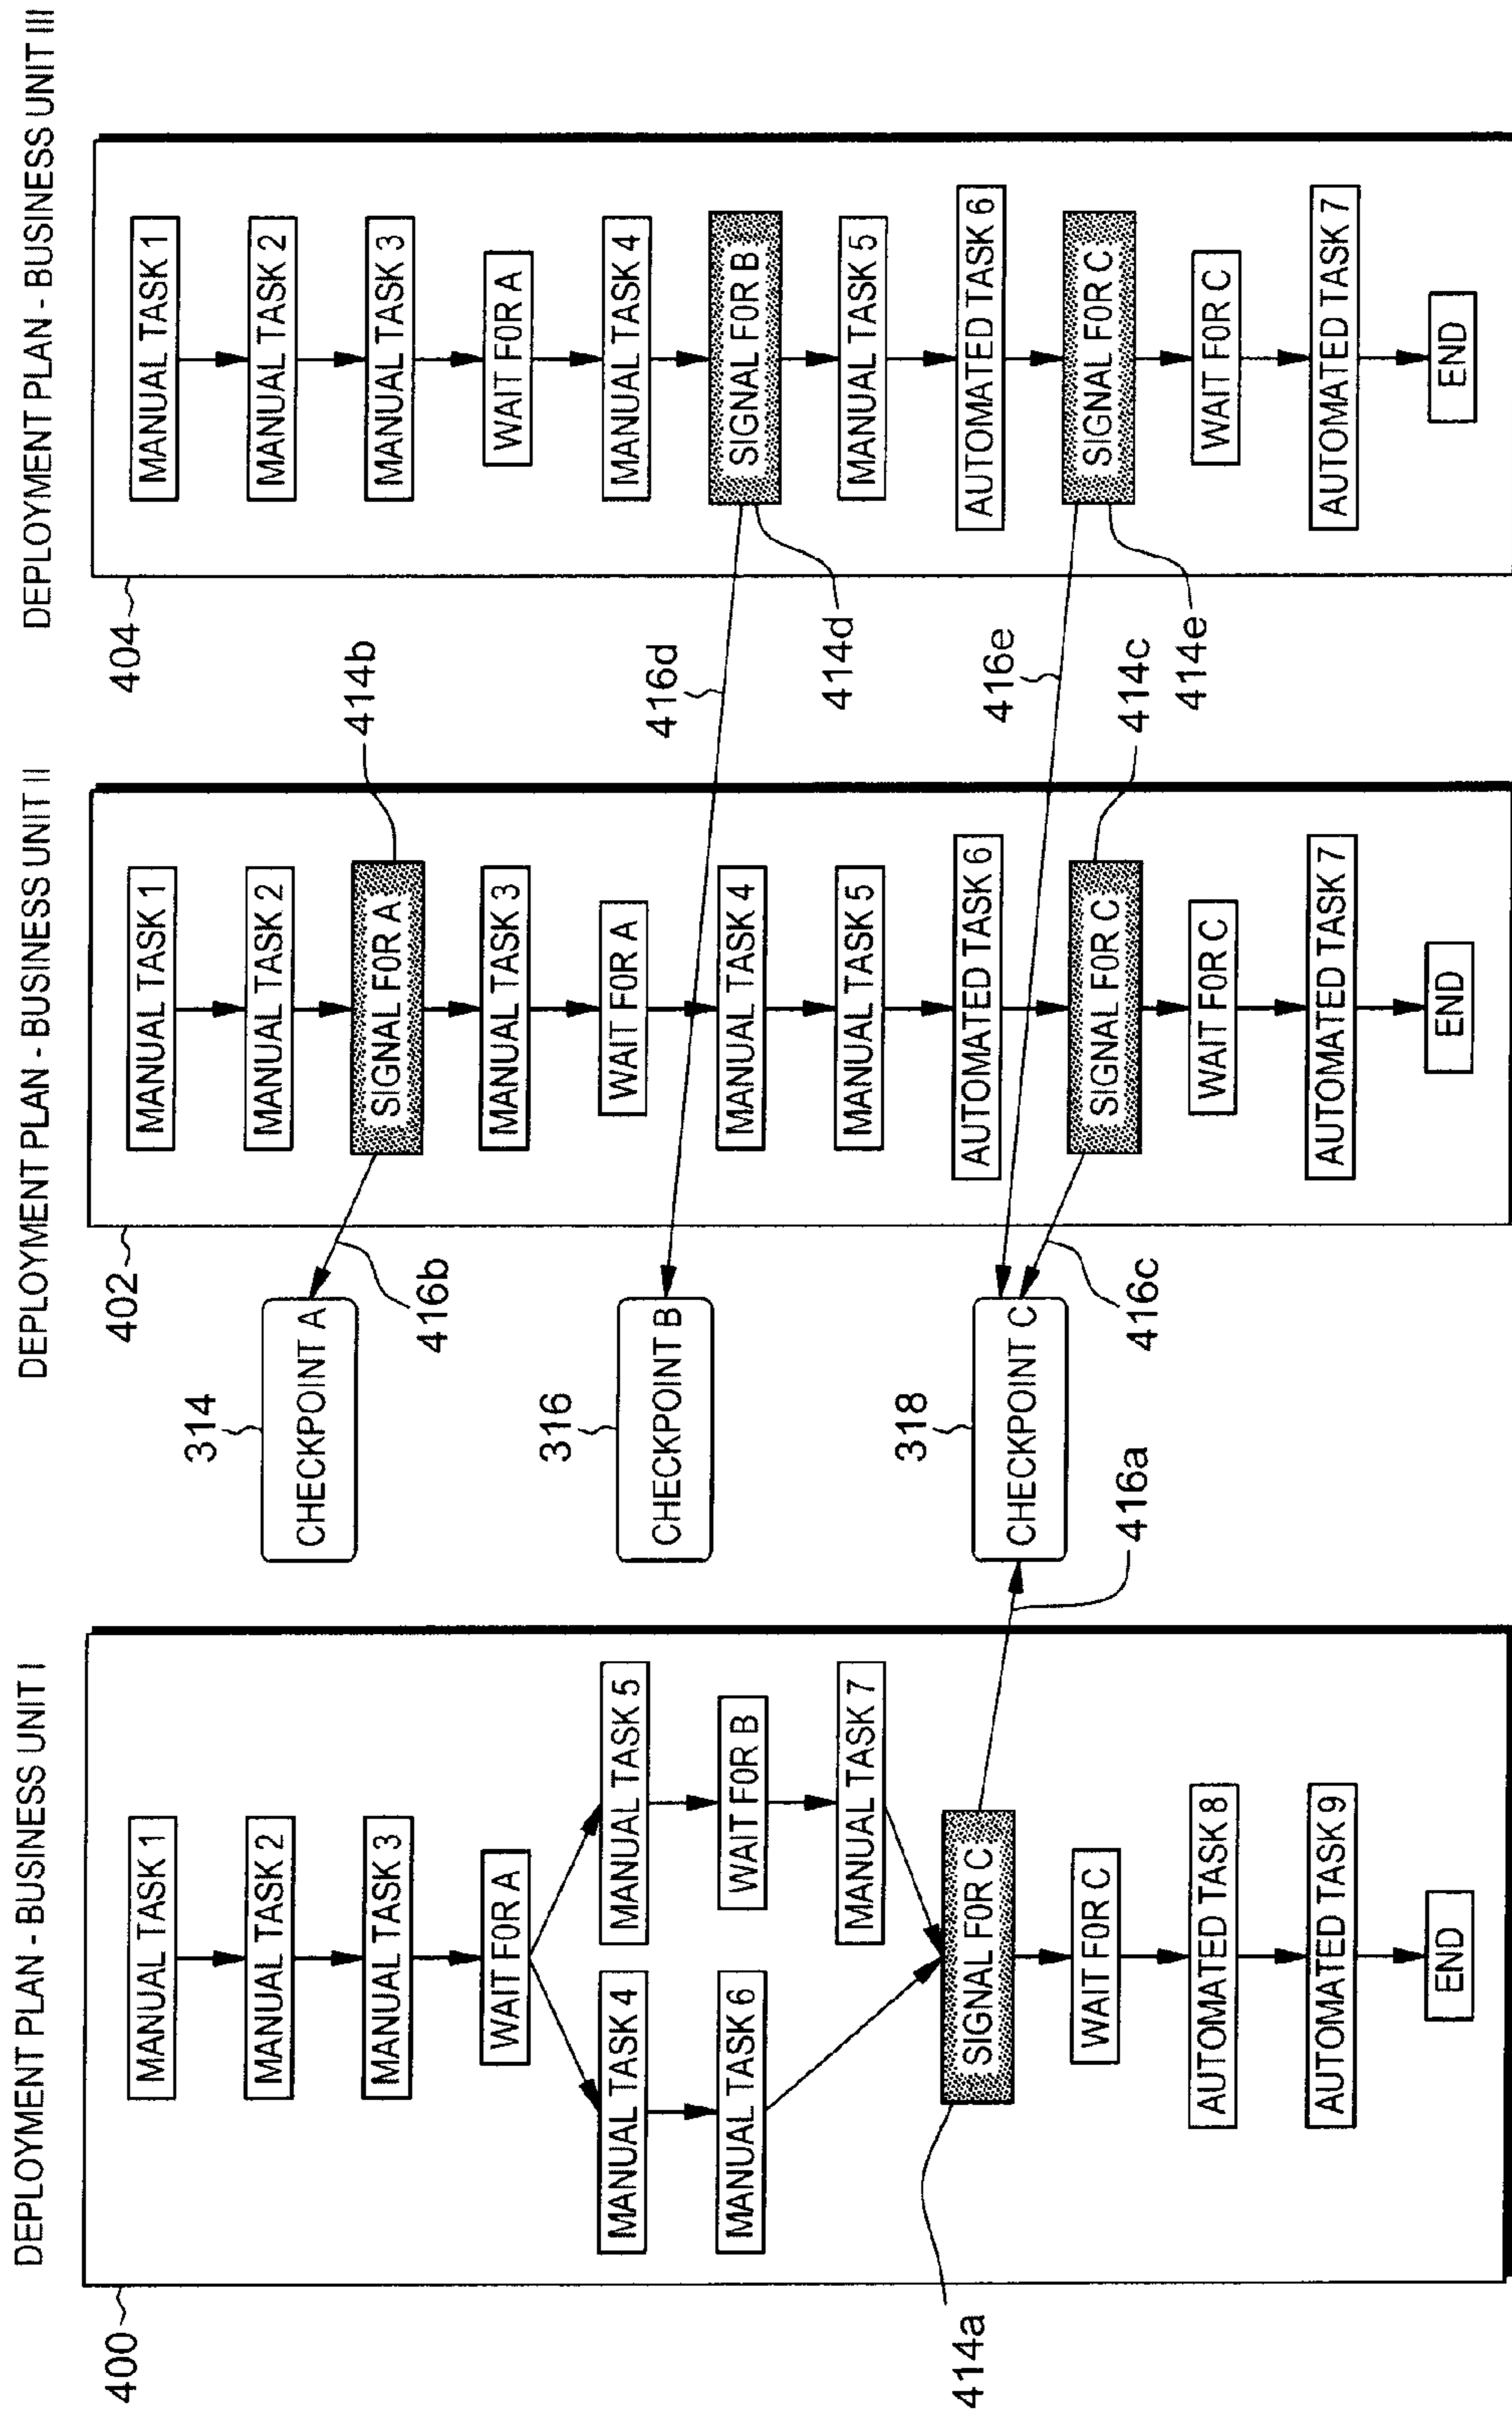 DEPLOYMENT PLAN - BUSINESS UNIT I
400
MANUAL TASK 1
MANUAL TASK 2
MANUAL TASK 3
WAIT FOR A
MANUAL TASK 4
MANUAL TASK 5
MANUAL TASK 6
WAIT FOR B
MANUAL TASK 7
414a
SIGNAL FOR C
WAIT FOR C
AUTOMATED TASK 8
AUTOMATED TASK 9
END
314
CHECKPOINT A
416b
316
CHECKPOINT B
318
CHECKPOINT C
416a
416c
DEPLOYMENT PLAN - BUSINESS UNIT II
402
MANUAL TASK 1
MANUAL TASK 2
SIGNAL FOR A
414b
MANUAL TASK 3
WAIT FOR A
MANUAL TASK 4
MANUAL TASK 5
AUTOMATED TASK 6
SIGNAL FOR C
414c
WAIT FOR C
AUTOMATED TASK 7
END
DEPLOYMENT PLAN - BUSINESS UNIT III
404
MANUAL TASK 1
MANUAL TASK 2
MANUAL TASK 3
WAIT FOR A
MANUAL TASK 4
416d
SIGNAL FOR B
414d
MANUAL TASK 5
AUTOMATED TASK 6
416e
SIGNAL FOR C
414e
WAIT FOR C
AUTOMATED TASK 7
END